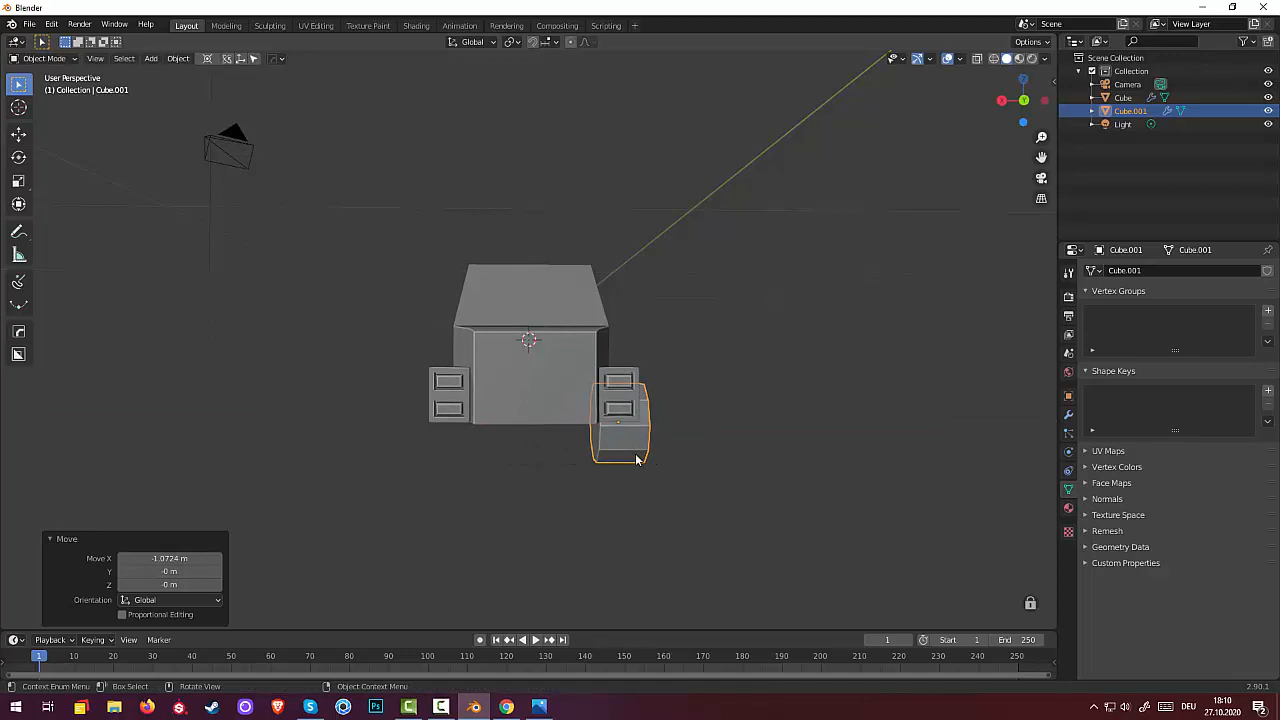 Blender
File Edit Render Window Help Layout Modeling Sculpting UV Editing Texture Paint Shading Animation Rendering Compositing Scripting + Scene View Layer
Global Options
Object Mode View Select Add Object
User Perspective
(1) Collection | Cube.001
X Y
Scene Collection
Collection
Camera
Cube
Cube.001
Light
Cube.001 Cube.001
Cube.001
Vertex Groups
Shape Keys
UV Maps
Vertex Colors
Face Maps
Normals
Texture Space
Remesh
Geometry Data
Custom Properties
Move
Move X -1.0724 m
Y -0 m
Z -0 m
Orientation Global
Proportional Editing
Playback Keying View Marker 1 Start 1 End 250
1 10 20 30 40 50 60 70 80 90 100 110 120 130 140 150 160 170 180 190 200 210 220 230 240 250
Context Enum Menu Box Select Rotate View Object Context Menu 2.90.1
DEU 18:10
27.10.2020 2